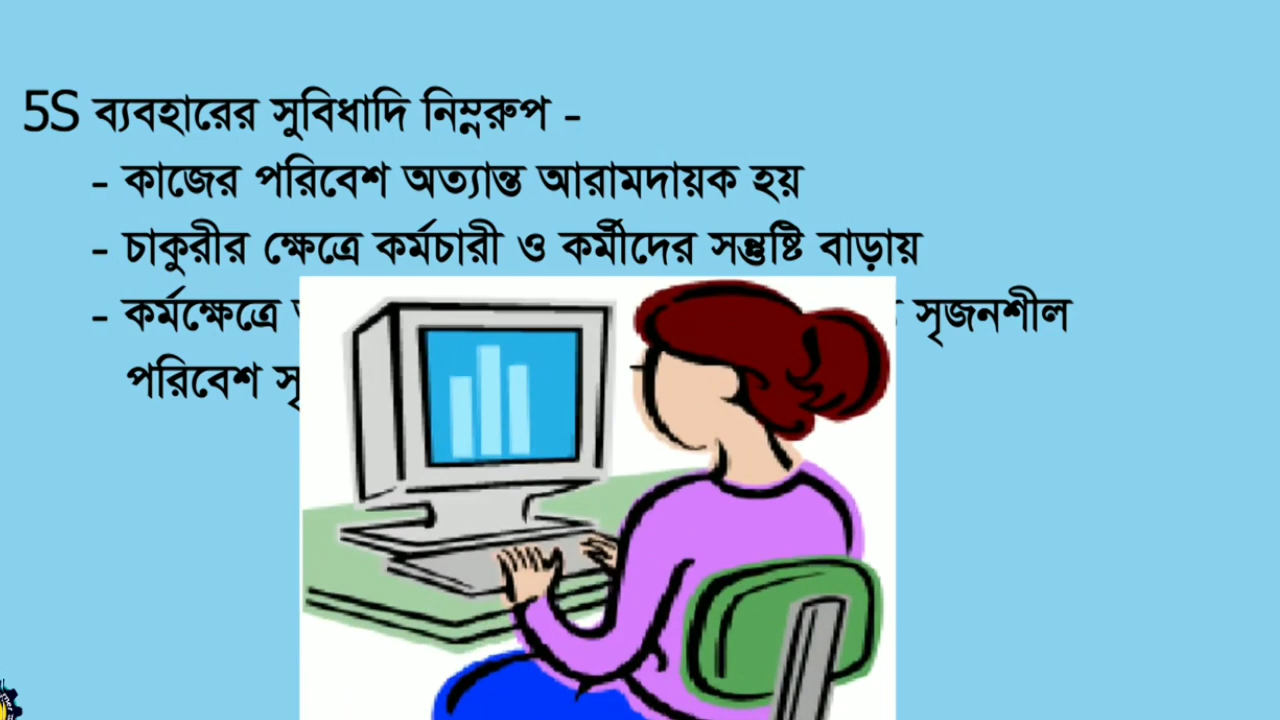 5S ব্যবহারের সুবিধাদি নিম্নরুপ -
- কাজের পরিবেশ অত্যান্ত আরামদায়ক হয়
- চাকুরীর ক্ষেত্রে কর্মচারী ও কর্মীদের সন্তুষ্টি বাড়ায়
- কর্মক্ষেত্রে সৃজনশীল
পরিবেশ